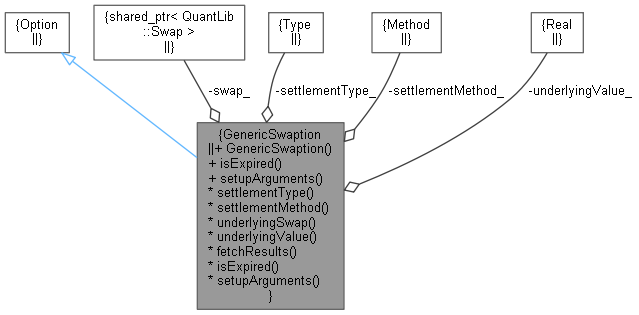 {Option
||}
{shared_ptr< QuantLib
::Swap >
||}
{Type
||}
{Method
||}
{Real
||}
-swap_
-settlementType_
-settlementMethod_
-underlyingValue_
{GenericSwaption
||+ GenericSwaption()
+ isExpired()
+ setupArguments()
* settlementType()
* settlementMethod()
* underlyingSwap()
* underlyingValue()
* fetchResults()
* isExpired()
* setupArguments()
}